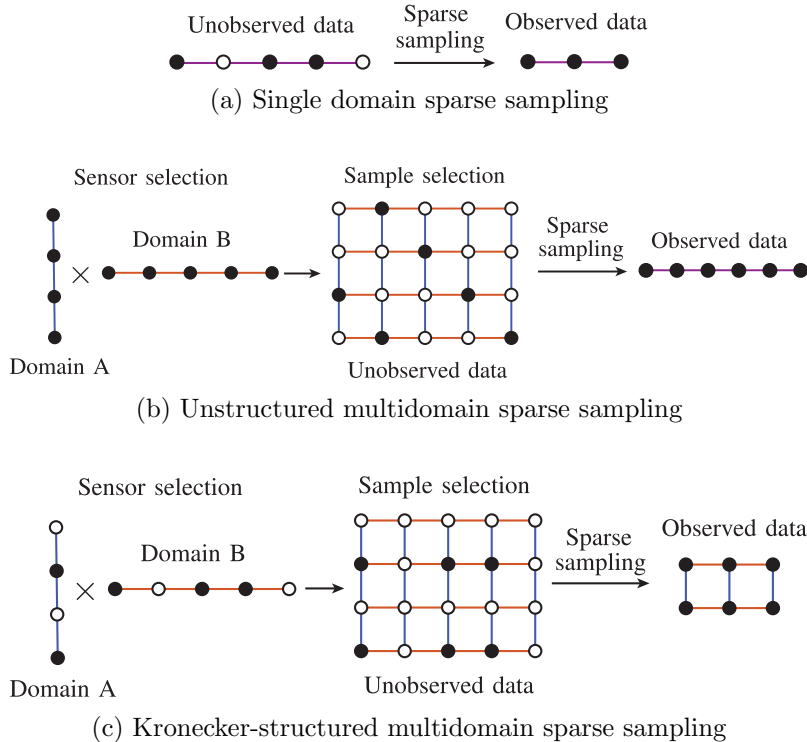 Unobserved data
Sparse
sampling
Observed data
(a) Single domain sparse sampling
Sensor selection
Sample selection
Domain B
×
Sparse
sampling
Observed data
Domain A
Unobserved data
(b) Unstructured multidomain sparse sampling
Sensor selection
Sample selection
Domain B
×
Sparse
sampling
Observed data
Domain A
Unobserved data
(c) Kronecker-structured multidomain sparse sampling